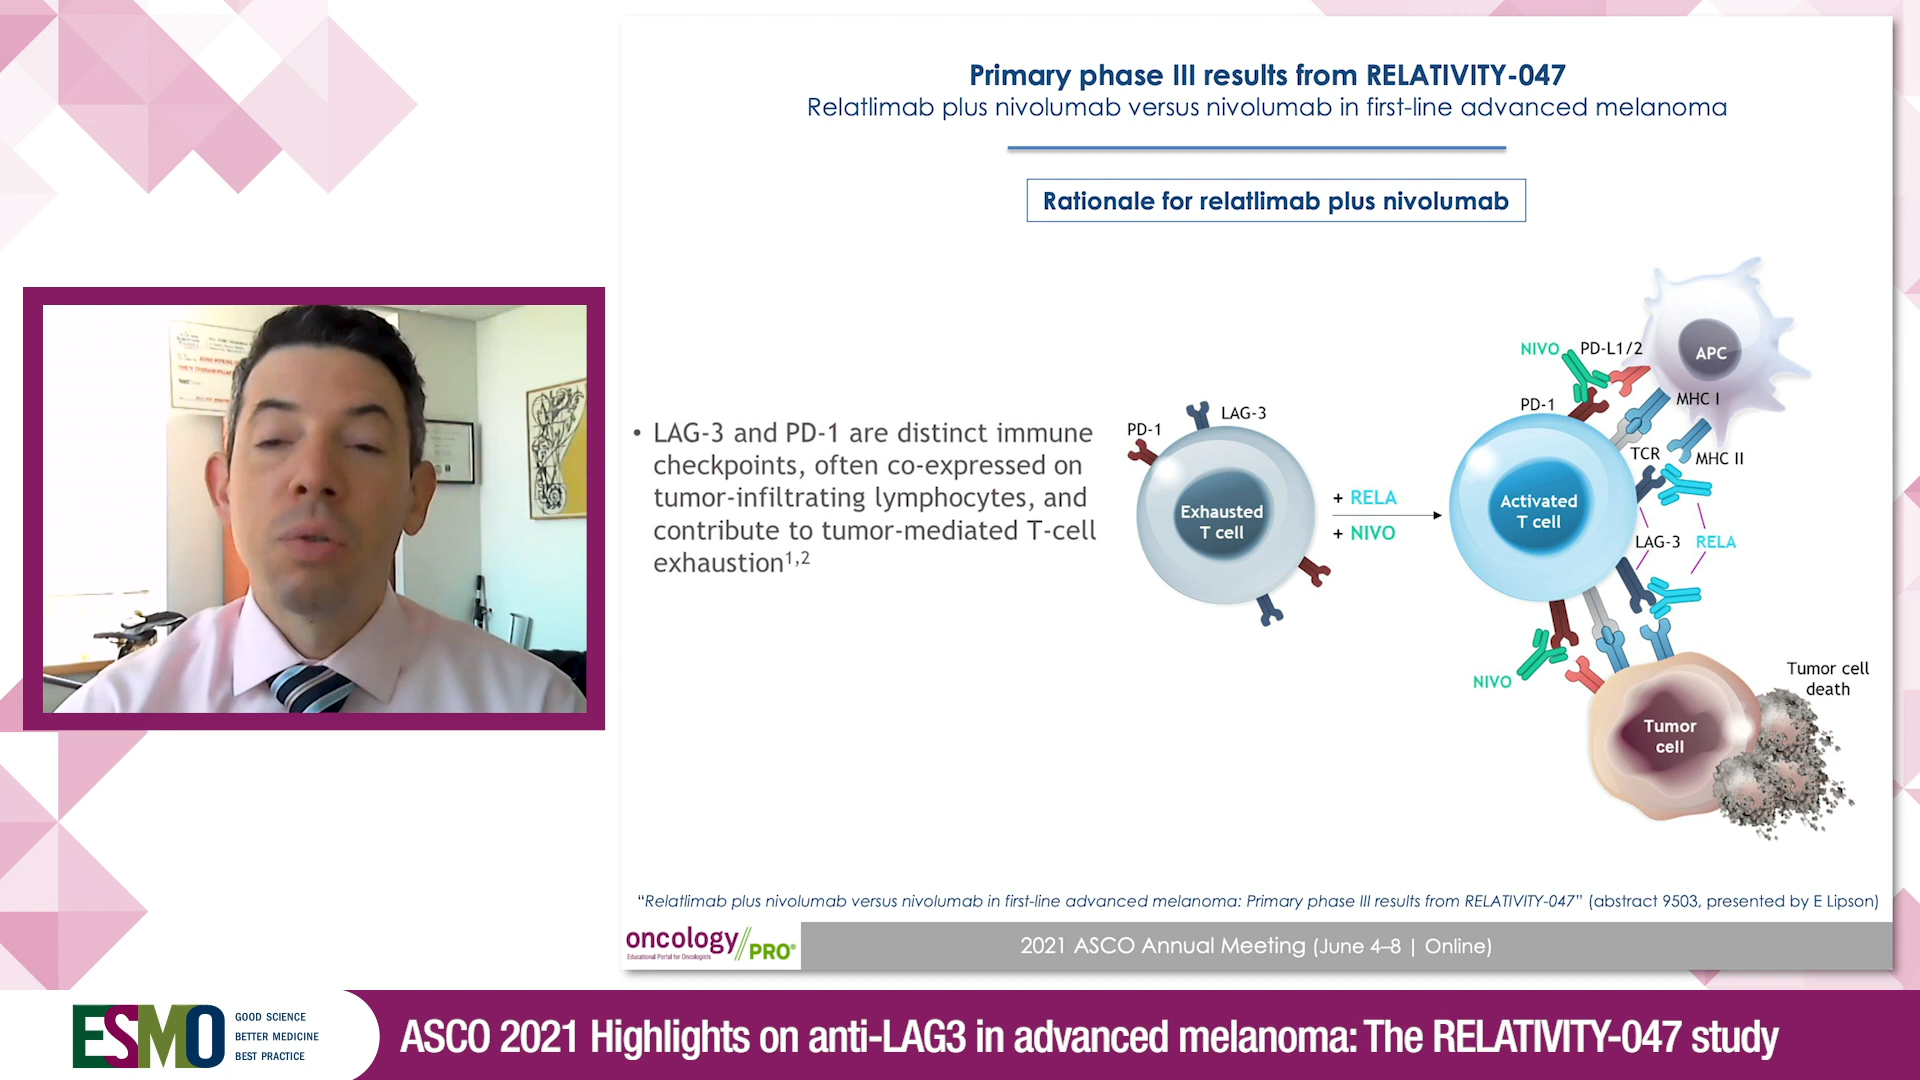 Primary phase III results from RELATIVITY-047
Relatlimab plus nivolumab versus nivolumab in first-line advanced melanoma
Rationale for relatlimab plus nivolumab
• LAG-3 and PD-1 are distinct immune
checkpoints, often co-expressed on
tumor-infiltrating lymphocytes, and
contribute to tumor-mediated T-cell
exhaustion1,2
PD-1
LAG-3
Exhausted
T cell
+ RELA
+ NIVO
NIVO
PD-L1/2
APC
PD-1
MHC I
TCR
MHC II
Activated
T cell
LAG-3
RELA
NIVO
Tumor cell
death
Tumor
cell
"Relatlimab plus nivolumab versus nivolumab in first-line advanced melanoma: Primary phase III results from RELATIVITY-047" (abstract 9503, presented by E Lipson)
oncology//PRO®
Educational Portal for Oncologists
2021 ASCO Annual Meeting (June 4–8 | Online)
ESMO
GOOD SCIENCE
BETTER MEDICINE
BEST PRACTICE
ASCO 2021 Highlights on anti-LAG3 in advanced melanoma: The RELATIVITY-047 study